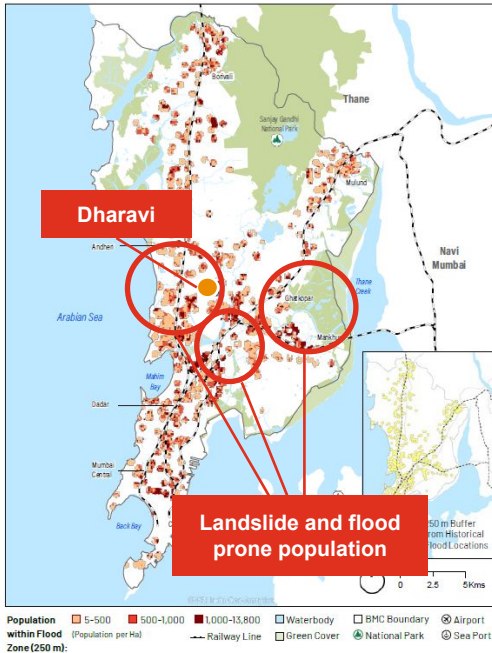 Borivali
Sanjay Gandhi
National Park
Thane
Mulund
Dharavi
Andheri
Navi
Mumbai
Ghatkopar
Thane
Creek
Arabian Sea
Mankhurd
Mahim
Bay
Dadar
Mumbai
Central
Back Bay
Landslide and flood
prone population
50 m Buffer
from Historical
Flood Locations
0 2.5 5Kms
Population
within Flood
Zone (250 m):
5-500
500-1,000
1,000-13,800
(Population per Ha)
Waterbody
BMC Boundary
Airport
Railway Line
Green Cover
National Park
Sea Port